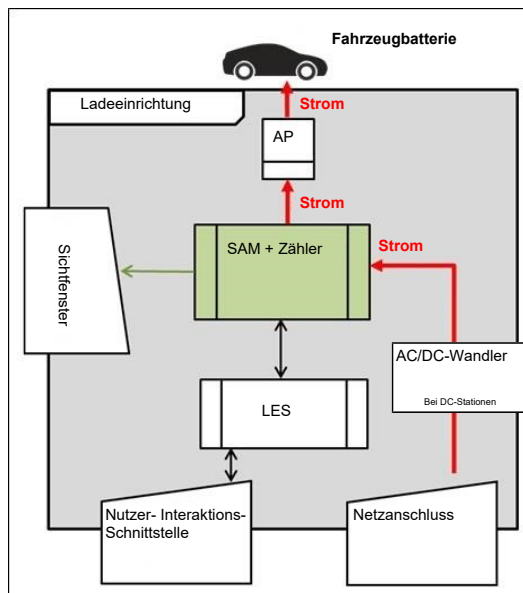 Fahrzeugbatterie
Ladeeinrichtung
Strom
AP
Strom
SAM + Zähler
Strom
Sichtfenster
AC/DC-Wandler
Bei DC-Stationen
LES
Nutzer- Interaktions-
Schnittstelle
Netzanschluss